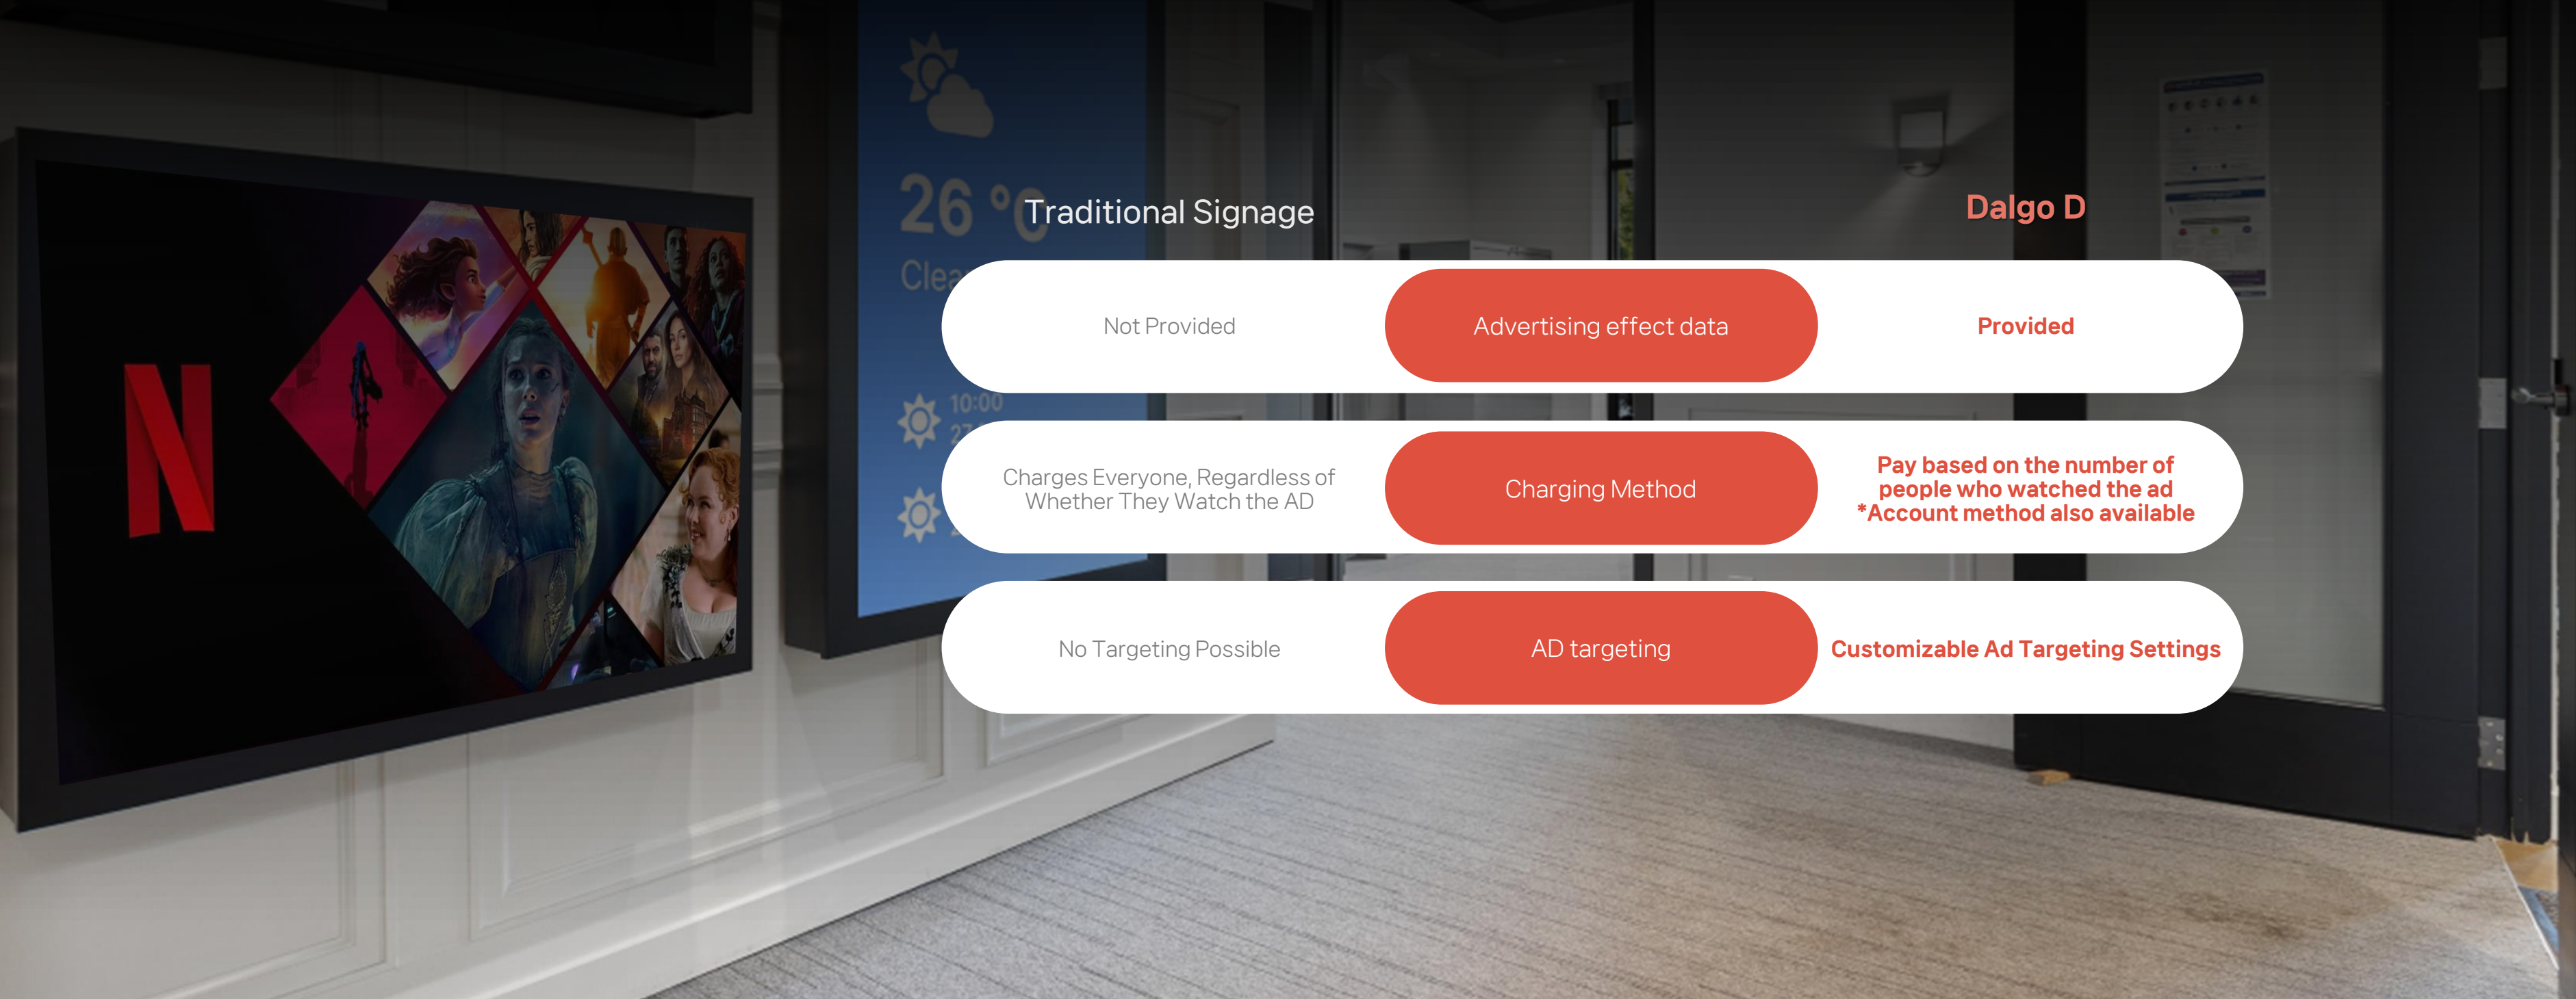 N
26 °C
Clea
10:00
27
Traditional Signage
Dalgo D
Not Provided
Advertising effect data
Provided
Charges Everyone, Regardless of
Whether They Watch the AD
Charging Method
Pay based on the number of
people who watched the ad
*Account method also available
No Targeting Possible
AD targeting
Customizable Ad Targeting Settings